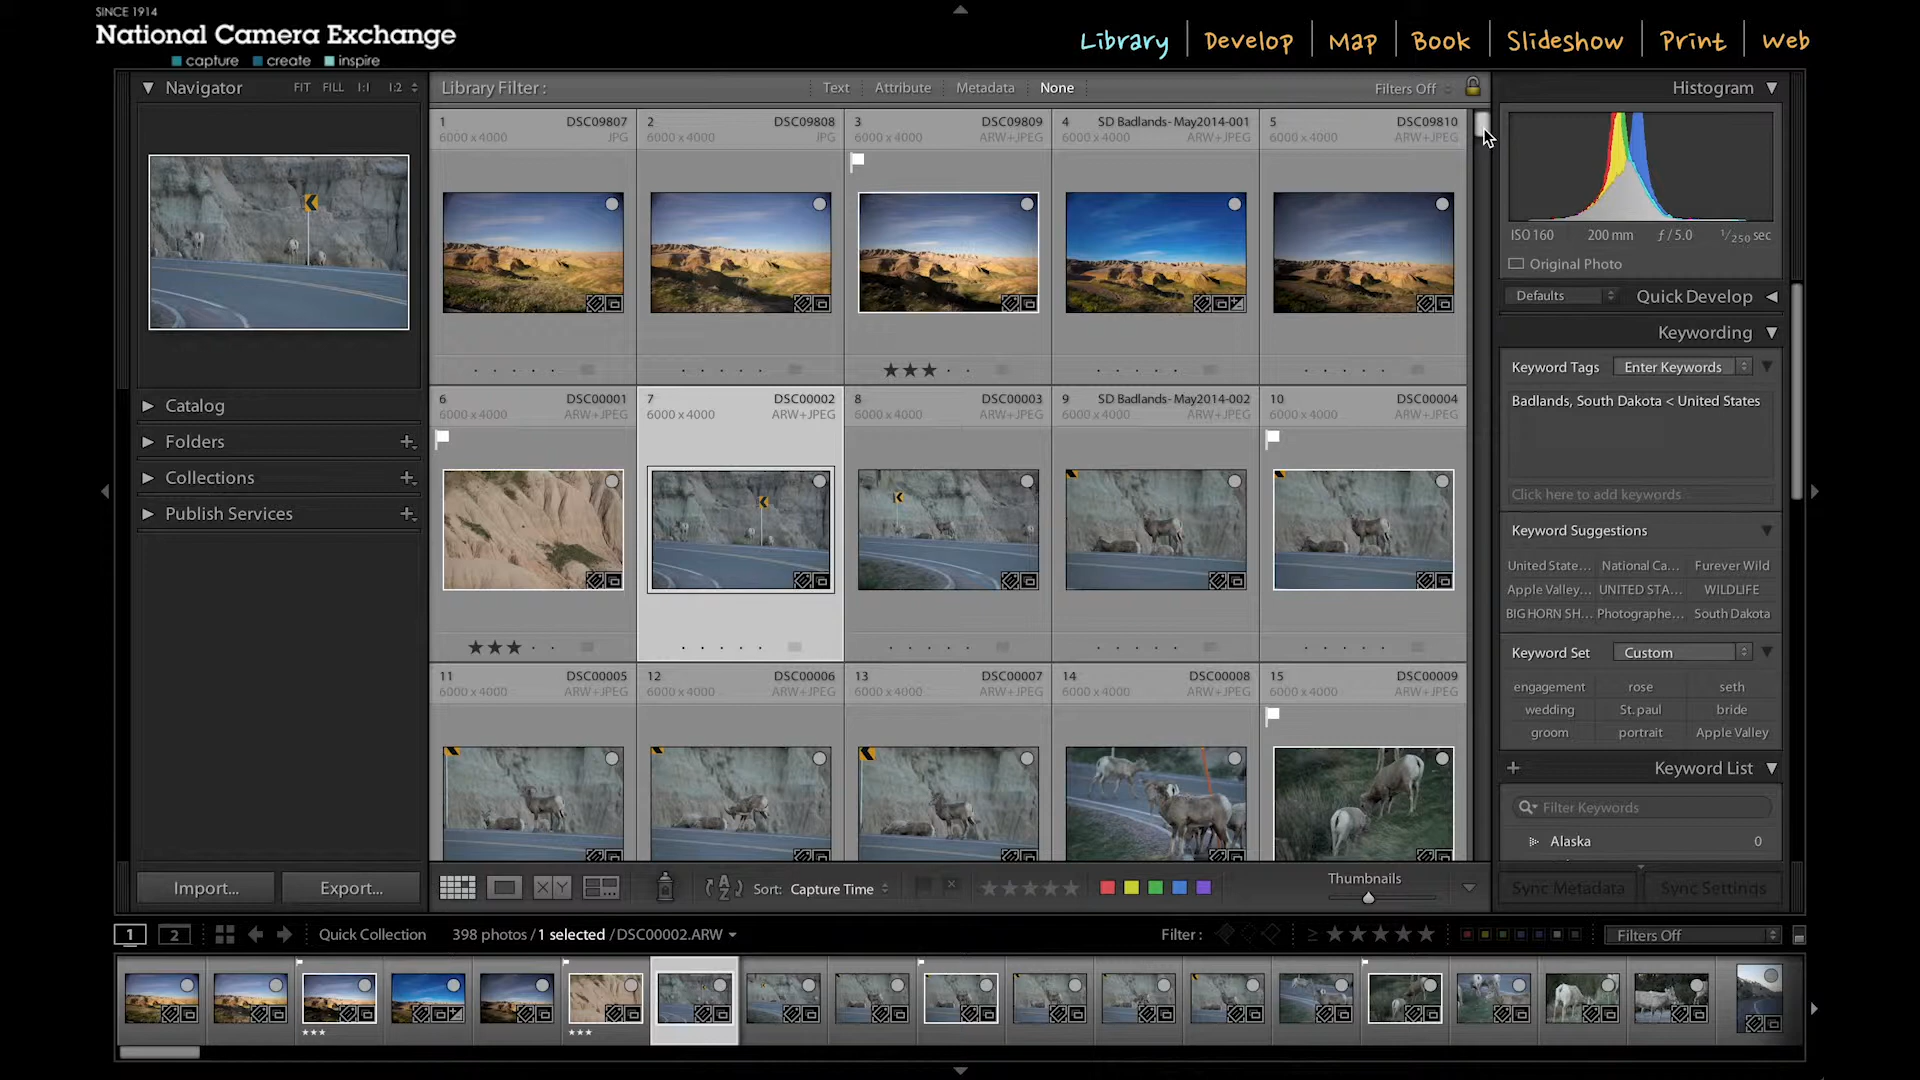 SINCE 1914
National Camera Exchange
capture create inspire
Library Develop Map Book Slideshow Print Web
Navigator FIT FILL 1:1 1:2
Library Filter : Text Attribute Metadata None Filters Off
Histogram
1 DSC09807
6000 x 4000 JPG
2 DSC09808
6000 x 4000 JPG
3 DSC09809
6000 x 4000 ARW+JPEG
4 SD Badlands- May2014-001
6000 x 4000 ARW+JPEG
5 DSC09810
6000 x 4000 ARW+JPEG
ISO 160 200 mm ƒ / 5.0 1/250 sec
Original Photo
Defaults Quick Develop
Keywording
Keyword Tags Enter Keywords
Badlands, South Dakota < United States
Click here to add keywords
Catalog
Folders
Collections
Publish Services
6 DSC00001
6000 x 4000 ARW+JPEG
7 DSC00002
6000 x 4000 ARW+JPEG
8 DSC00003
6000 x 4000 ARW+JPEG
9 SD Badlands- May2014-002
6000 x 4000 ARW+JPEG
10 DSC00004
6000 x 4000 ARW+JPEG
Keyword Suggestions
United State... National Ca... Furever Wild
Apple Valley... UNITED STA... WILDLIFE
BIG HORN SH... Photographe... South Dakota
Keyword Set Custom
engagement rose seth
wedding St. paul bride
groom portrait Apple Valley
11 DSC00005
6000 x 4000 ARW+JPEG
12 DSC00006
6000 x 4000 ARW+JPEG
13 DSC00007
6000 x 4000 ARW+JPEG
14 DSC00008
6000 x 4000 ARW+JPEG
15 DSC00009
6000 x 4000 ARW+JPEG
Keyword List
Filter Keywords
Alaska 0
Import... Export...
Sort: Capture Time
Thumbnails
Sync Metadata Sync Settings
1 2 Quick Collection 398 photos / 1 selected / DSC00002.ARW
Filter : Filters Off